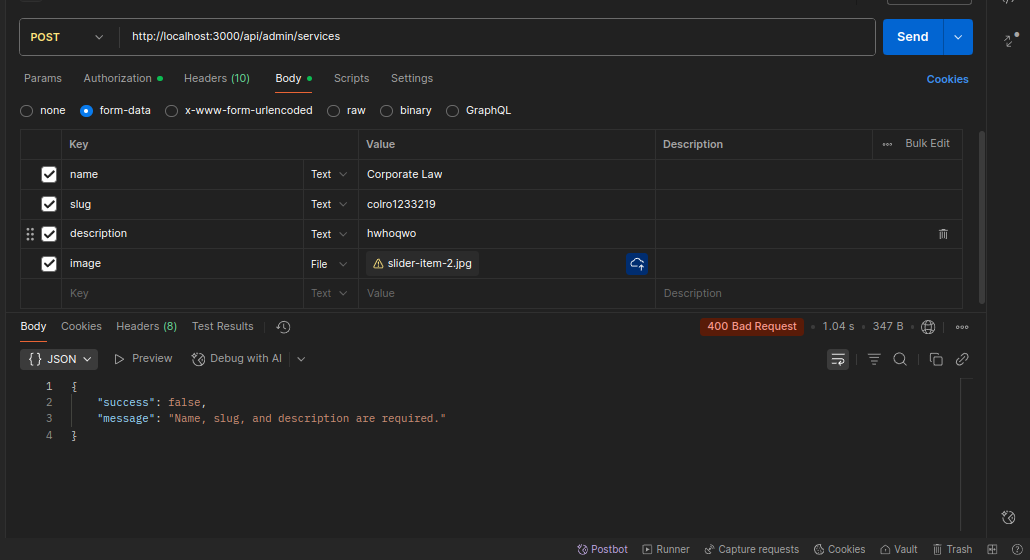 POST http://localhost:3000/api/admin/services Send
Params Authorization Headers (10) Body Scripts Settings Cookies
none form-data x-www-form-urlencoded raw binary GraphQL
Key Value Description ••• Bulk Edit
name Text Corporate Law
slug Text colro1233219
description Text hwhoqwo
image File slider-item-2.jpg
Key Text Value Description
Body Cookies Headers (8) Test Results 400 Bad Request • 1.04 s • 347 B •
{ } JSON Preview Debug with AI
1 {
2 "success": false,
3 "message": "Name, slug, and description are required."
4 }
Postbot Runner Capture requests Cookies Vault Trash